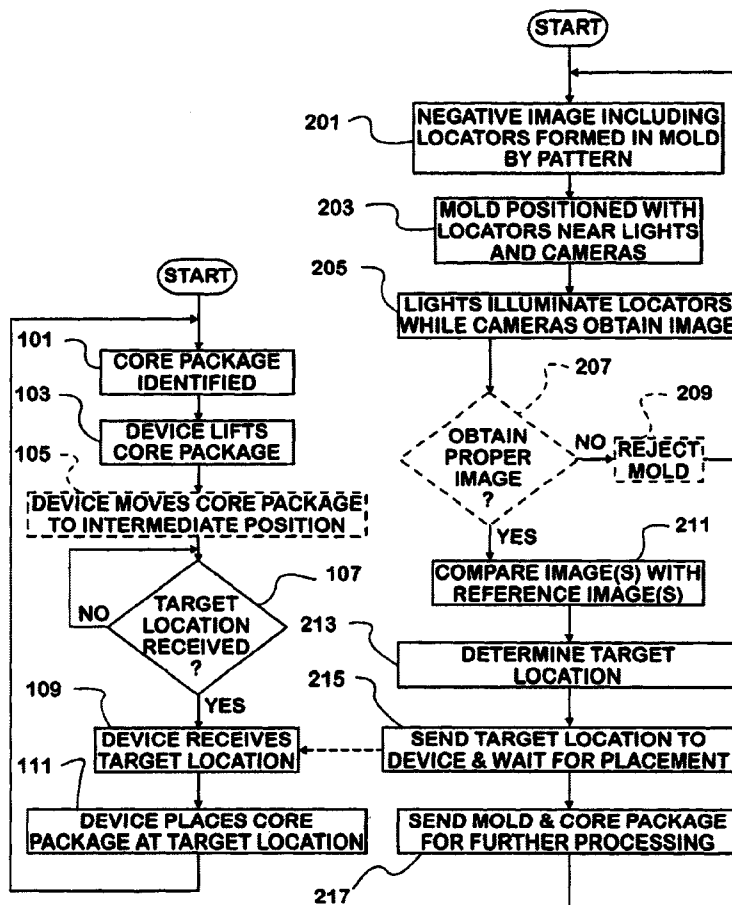 START
101
CORE PACKAGE
IDENTIFIED
103
DEVICE LIFTS
CORE PACKAGE
105
DEVICE MOVES CORE PACKAGE
TO INTERMEDIATE POSITION
107
NO
TARGET
LOCATION
RECEIVED
?
YES
109
DEVICE RECEIVES
TARGET LOCATION
111
DEVICE PLACES CORE
PACKAGE AT TARGET LOCATION
START
201
NEGATIVE IMAGE INCLUDING
LOCATORS FORMED IN MOLD
BY PATTERN
203
MOLD POSITIONED WITH
LOCATORS NEAR LIGHTS
AND CAMERAS
205
LIGHTS ILLUMINATE LOCATORS
WHILE CAMERAS OBTAIN IMAGE
207
OBTAIN
PROPER
IMAGE
?
NO
209
REJECT
MOLD
YES
211
COMPARE IMAGE(S) WITH
REFERENCE IMAGE(S)
213
DETERMINE TARGET
LOCATION
215
SEND TARGET LOCATION TO
DEVICE & WAIT FOR PLACEMENT
SEND MOLD & CORE PACKAGE
FOR FURTHER PROCESSING
217